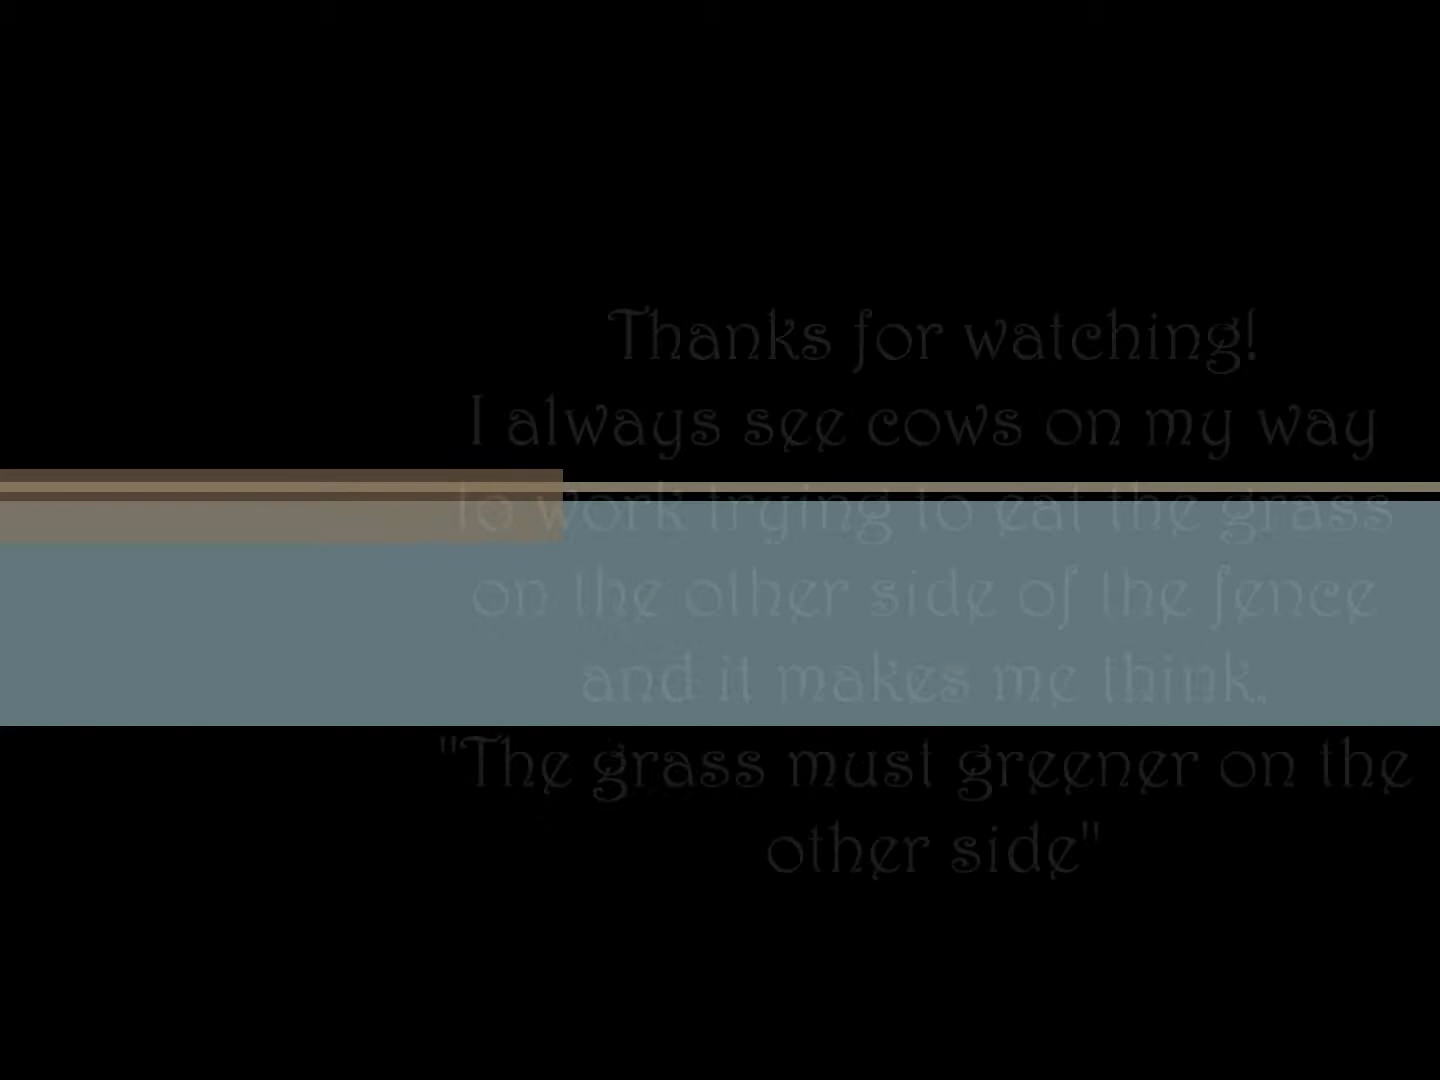 Thanks for watching!
I always see cows on my way
to work trying to eat the grass
on the other side of the fence
and it makes me think,
"The grass must greener on the
other side"